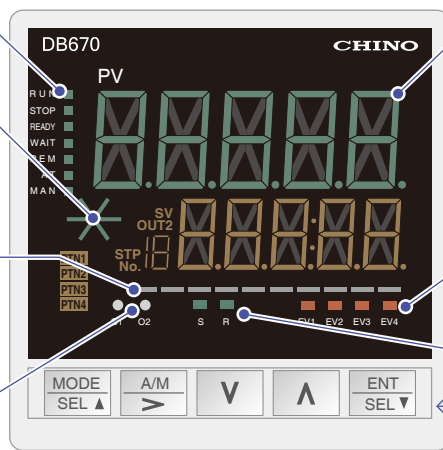 DB670 CHINO
PV
RUN
STOP
READY
WAIT
REM
AT
MAN
SV
OUT2
STP
No.
PTN1
PTN2
PTN3
PTN4
O2 S R EV1 EV2 EV3 EV4
MODE A/M V Λ ENT
SEL ▲ > SEL ▼